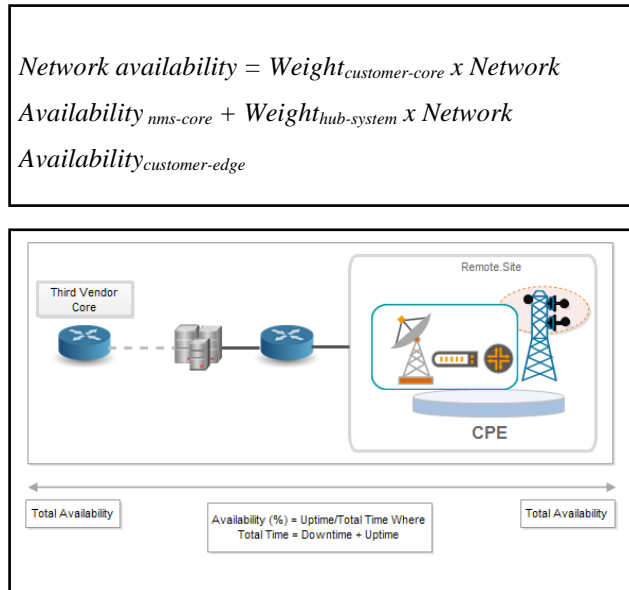 Network availability = Weightcustomer-core x Network
Availability nms-core + Weighthub-system x Network
Availabilitycustomer-edge
Remote.Site
Third Vendor
Core
CPE
Total Availability
Availability (%) = Uptime/Total Time Where
Total Time = Downtime + Uptime
Total Availability